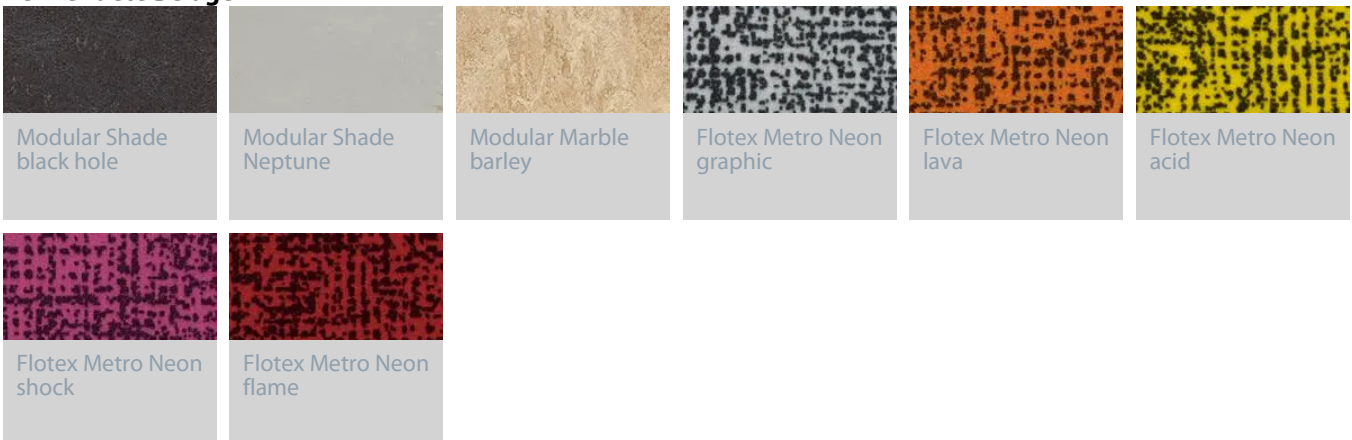 Modular Shade
black hole
Modular Shade
Neptune
Modular Marble
barley
Flotex Metro Neon
graphic
Flotex Metro Neon
lava
Flotex Metro Neon
acid
Flotex Metro Neon
shock
Flotex Metro Neon
flame